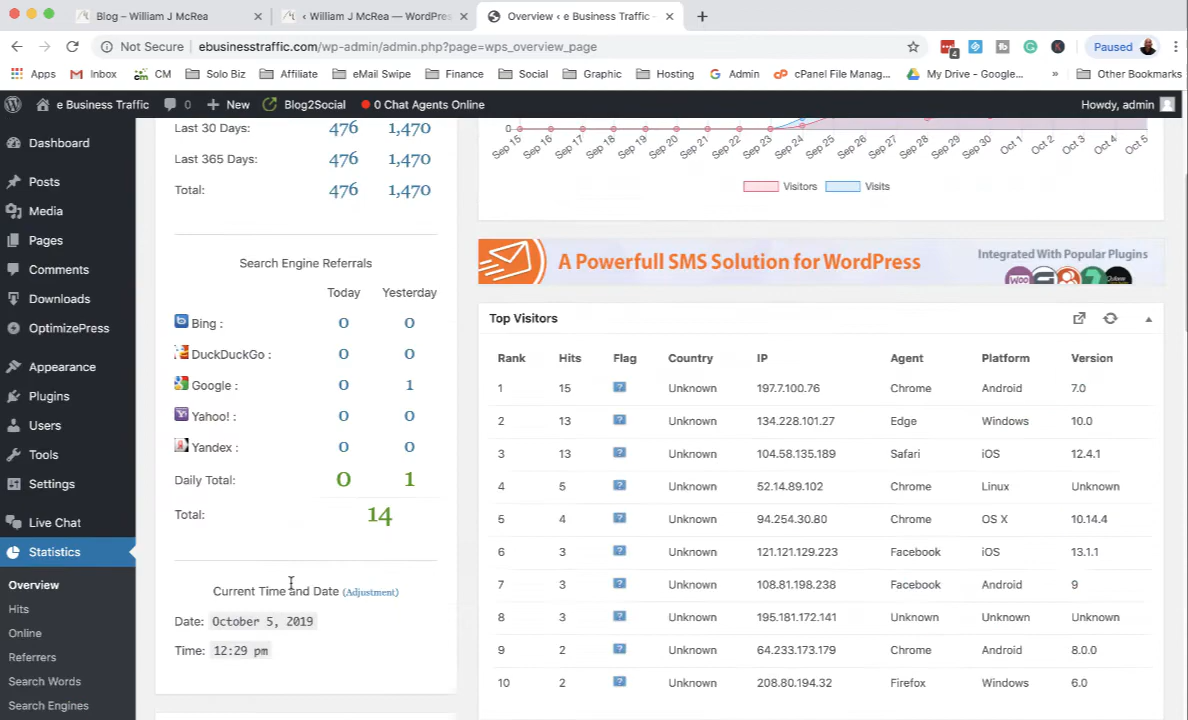 Blog – William J McRea
‹ William J McRea — WordPress
Overview ‹ e Business Traffic -
Not Secure
ebusinesstraffic.com/wp-admin/admin.php?page=wps_overview_page
4
Paused
Apps
Inbox
CM
Solo Biz
Affiliate
eMail Swipe
Finance
Social
Graphic
Hosting
Admin
cPanel File Manag...
My Drive - Google...
»
Other Bookmarks
e Business Traffic
0
New
Blog2Social
0 Chat Agents Online
Howdy, admin
Dashboard
Posts
Media
Pages
Comments
Downloads
OptimizePress
Appearance
Plugins
Users
Tools
Settings
Live Chat
Statistics
Overview
Hits
Online
Referrers
Search Words
Search Engines
Last 30 Days: 476 1,470
Last 365 Days: 476 1,470
Total: 476 1,470
Search Engine Referrals
Today Yesterday
Bing : 0 0
DuckDuckGo : 0 0
Google : 0 1
Yahoo! : 0 0
Yandex : 0 0
Daily Total: 0 1
Total: 14
Current Time and Date (Adjustment)
Date: October 5, 2019
Time: 12:29 pm
0
Sep 15 Sep 16 Sep 17 Sep 18 Sep 19 Sep 20 Sep 21 Sep 22 Sep 23 Sep 24 Sep 25 Sep 26 Sep 27 Sep 28 Sep 29 Sep 30 Oct 1 Oct 2 Oct 3 Oct 4 Oct 5
Visitors Visits
A Powerfull SMS Solution for WordPress
Integrated With Popular Plugins
Woo
Top Visitors
Rank Hits Flag Country IP Agent Platform Version
1 15 ? Unknown 197.7.100.76 Chrome Android 7.0
2 13 ? Unknown 134.228.101.27 Edge Windows 10.0
3 13 ? Unknown 104.58.135.189 Safari iOS 12.4.1
4 5 ? Unknown 52.14.89.102 Chrome Linux Unknown
5 4 ? Unknown 94.254.30.80 Chrome OS X 10.14.4
6 3 ? Unknown 121.121.129.223 Facebook iOS 13.1.1
7 3 ? Unknown 108.81.198.238 Facebook Android 9
8 3 ? Unknown 195.181.172.141 Unknown Unknown Unknown
9 2 ? Unknown 64.233.173.179 Chrome Android 8.0.0
10 2 ? Unknown 208.80.194.32 Firefox Windows 6.0